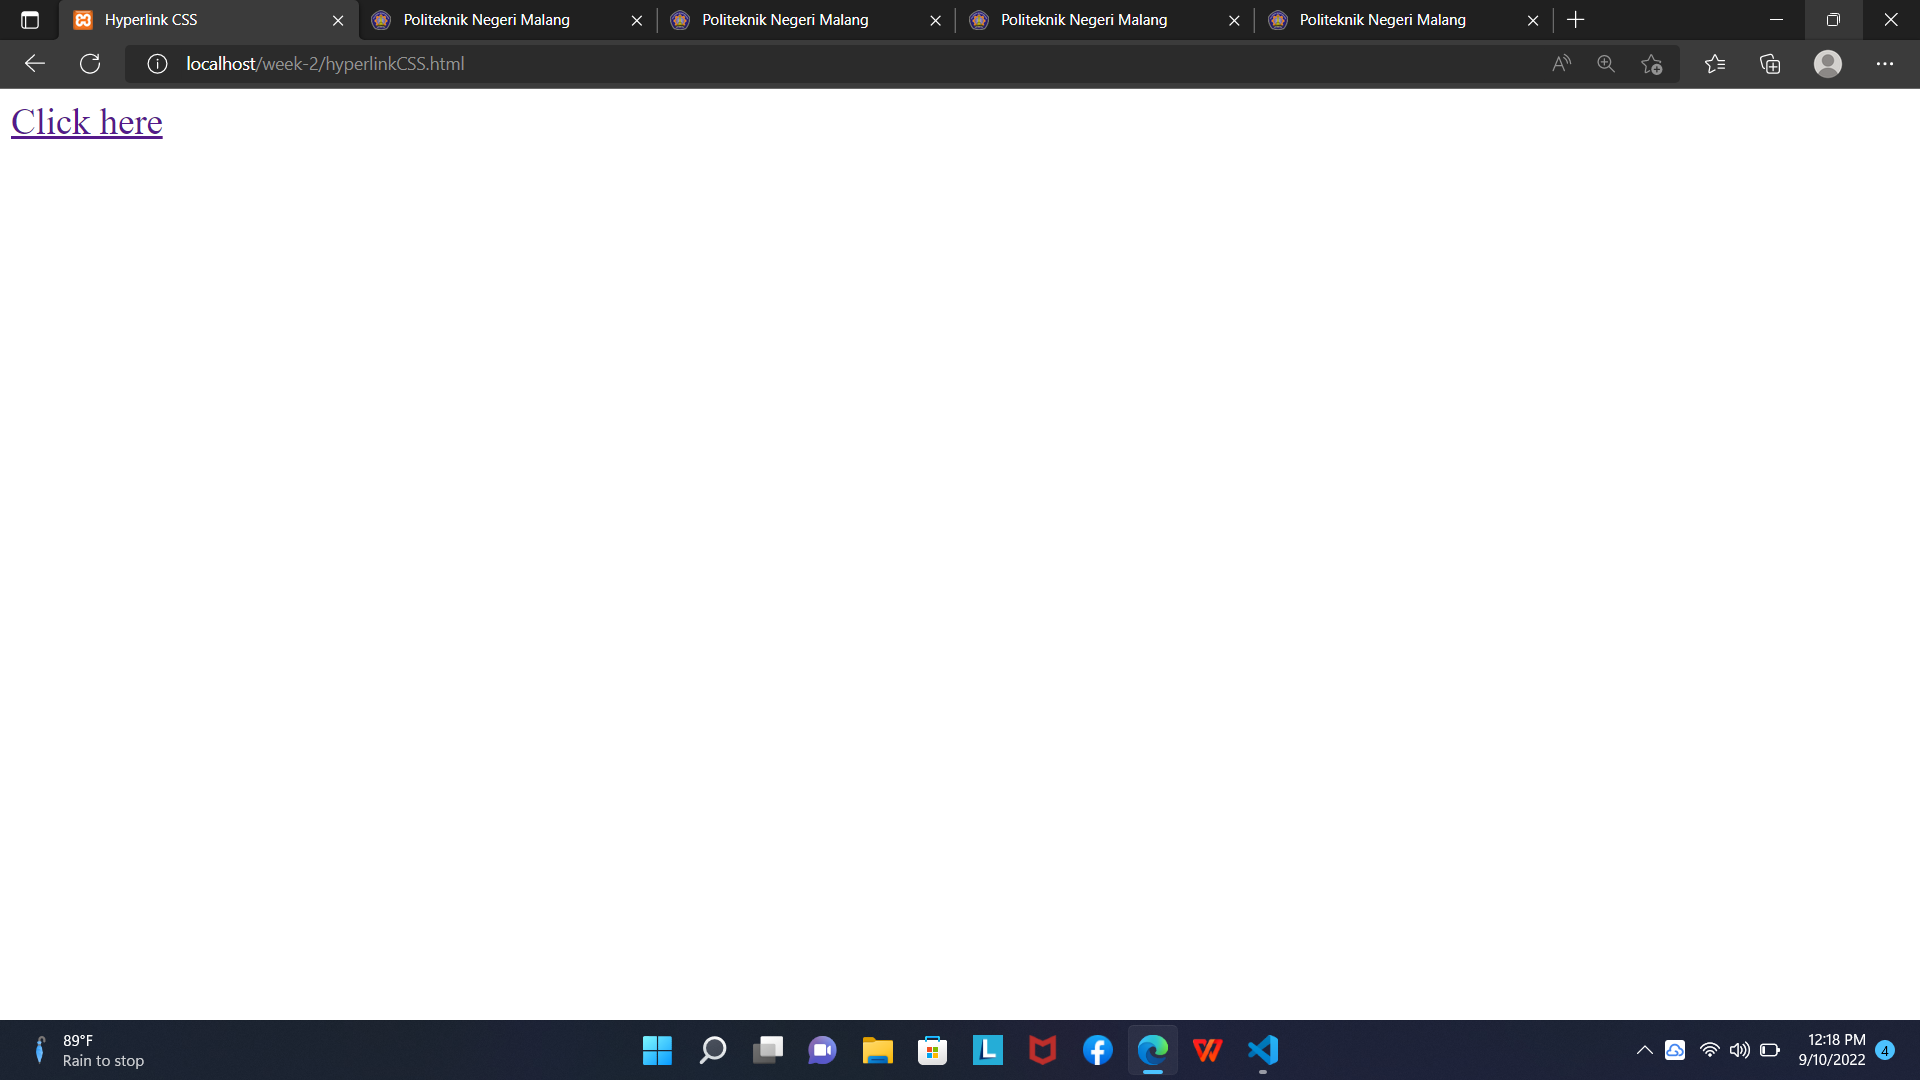 Hyperlink CSS
Politeknik Negeri Malang
Politeknik Negeri Malang
Politeknik Negeri Malang
Politeknik Negeri Malang
localhost/week-2/hyperlinkCSS.html
Click here
89°F
Rain to stop
12:18 PM
9/10/2022
4